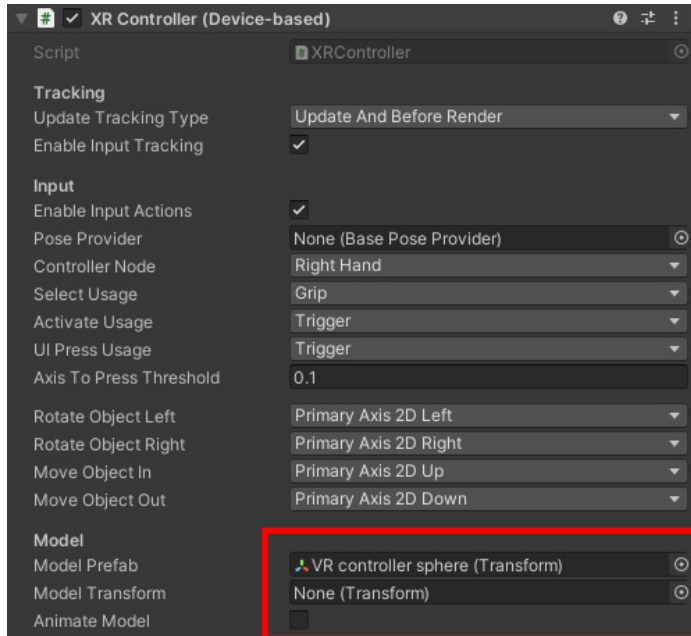 XR Controller (Device-based)
Script XRController
Tracking
Update Tracking Type Update And Before Render
Enable Input Tracking
Input
Enable Input Actions
Pose Provider None (Base Pose Provider)
Controller Node Right Hand
Select Usage Grip
Activate Usage Trigger
UI Press Usage Trigger
Axis To Press Threshold 0.1
Rotate Object Left Primary Axis 2D Left
Rotate Object Right Primary Axis 2D Right
Move Object In Primary Axis 2D Up
Move Object Out Primary Axis 2D Down
Model
Model Prefab VR controller sphere (Transform)
Model Transform None (Transform)
Animate Model